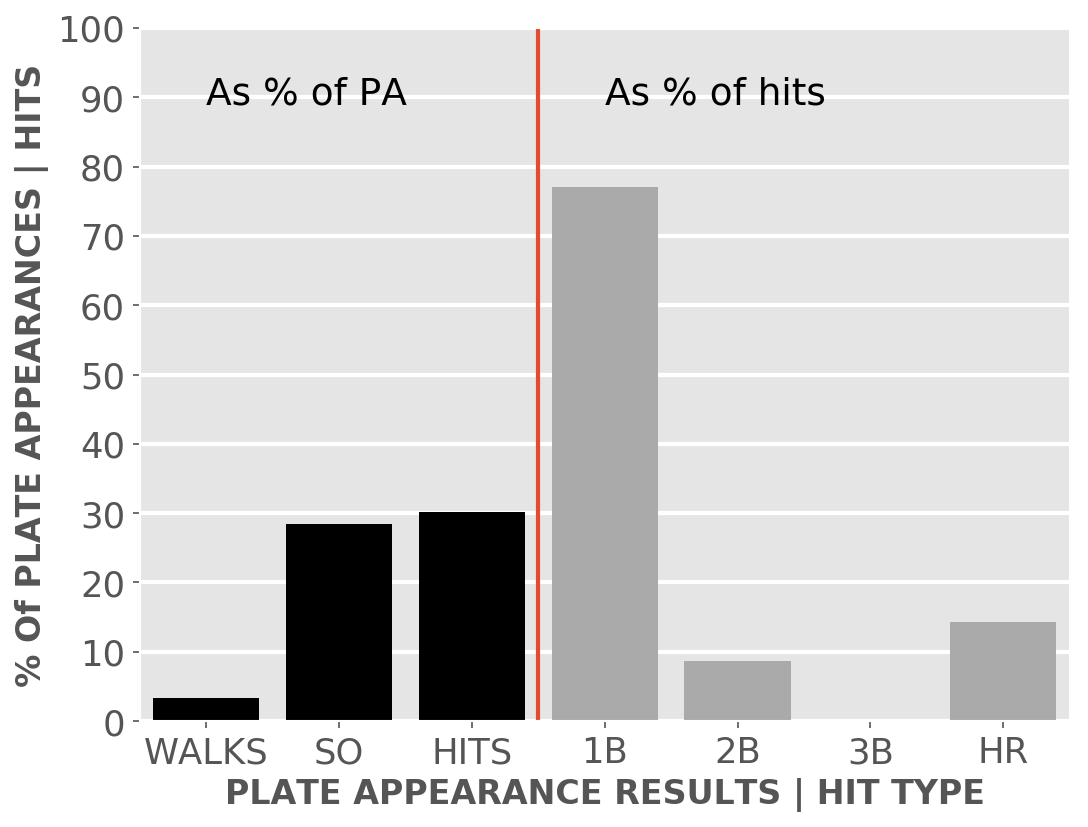 % Of PLATE APPEARANCES | HITS
100
90
80
70
60
50
40
30
20
10
0
As % of PA
As % of hits
WALKS SO HITS 1B 2B 3B HR
PLATE APPEARANCE RESULTS | HIT TYPE